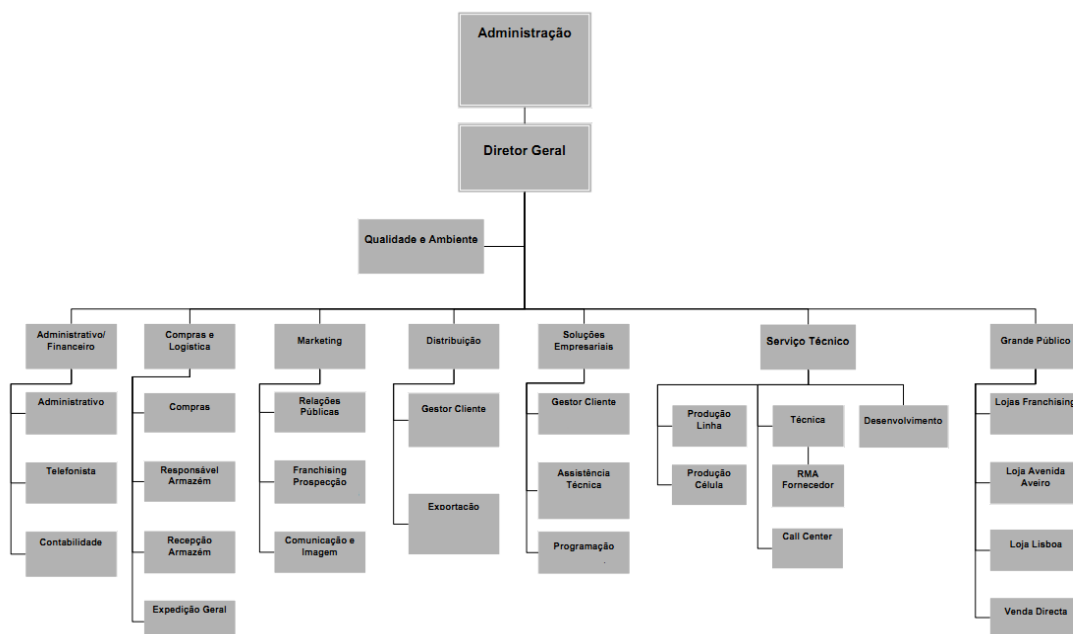 Administração
Diretor Geral
Qualidade e Ambiente
Administrativo/
Financeiro
Compras e
Logística
Marketing
Distribuição
Soluções
Empresariais
Serviço Técnico
Grande Público
Administrativo
Compras
Relações
Públicas
Gestor Cliente
Gestor Cliente
Produção
Linha
Técnica
Desenvolvimento
Lojas Franchising
Telefonista
Responsável
Armazém
Franchising
Prospecção
Exportação
Assistência
Técnica
Produção
Célula
RMA
Fornecedor
Loja Avenida
Aveiro
Contabilidade
Recepção
Armazém
Comunicação e
Imagem
Programação
Call Center
Loja Lisboa
Expedição Geral
Venda Directa